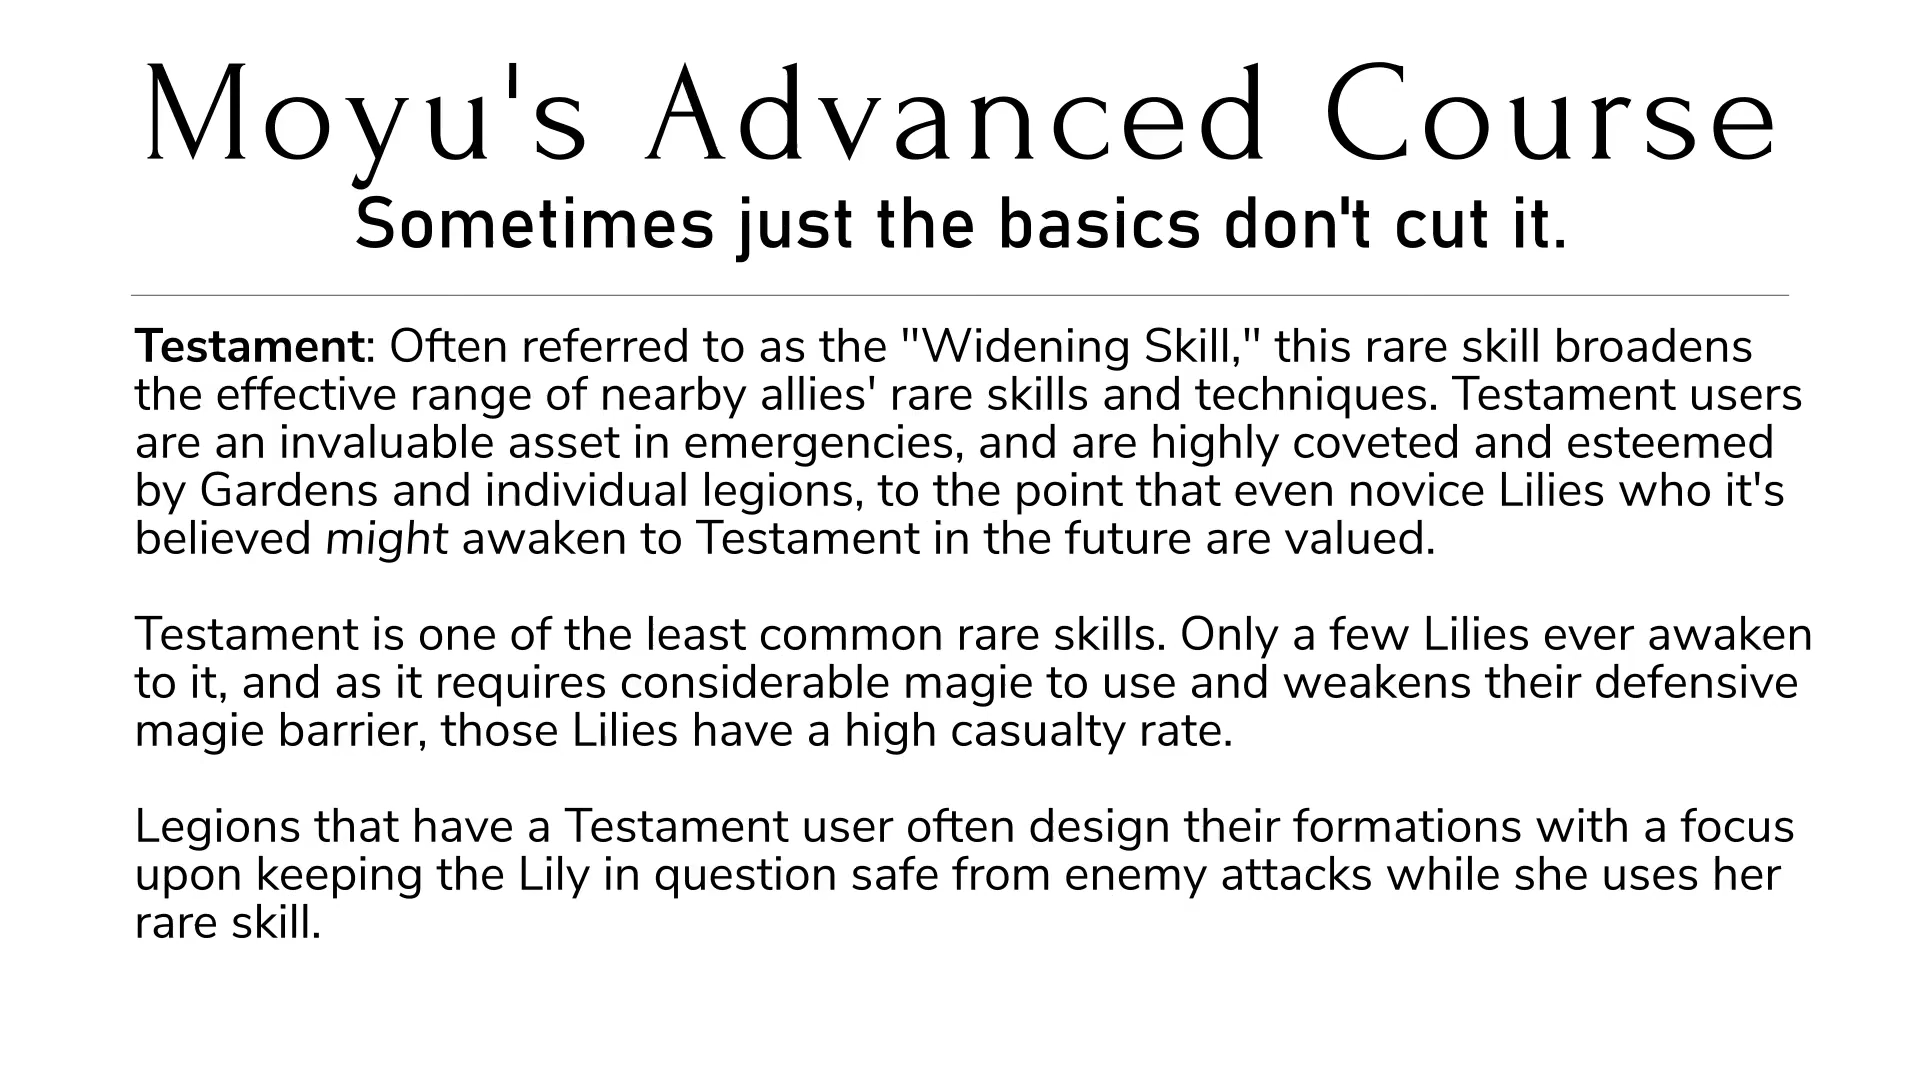 Moyu's Advanced Course
Sometimes just the basics don't cut it.
Testament: Often referred to as the "Widening Skill," this rare skill broadens
the effective range of nearby allies' rare skills and techniques. Testament users
are an invaluable asset in emergencies, and are highly coveted and esteemed
by Gardens and individual legions, to the point that even novice Lilies who it's
believed might awaken to Testament in the future are valued.
Testament is one of the least common rare skills. Only a few Lilies ever awaken
to it, and as it requires considerable magie to use and weakens their defensive
magie barrier, those Lilies have a high casualty rate.
Legions that have a Testament user often design their formations with a focus
upon keeping the Lily in question safe from enemy attacks while she uses her
rare skill.